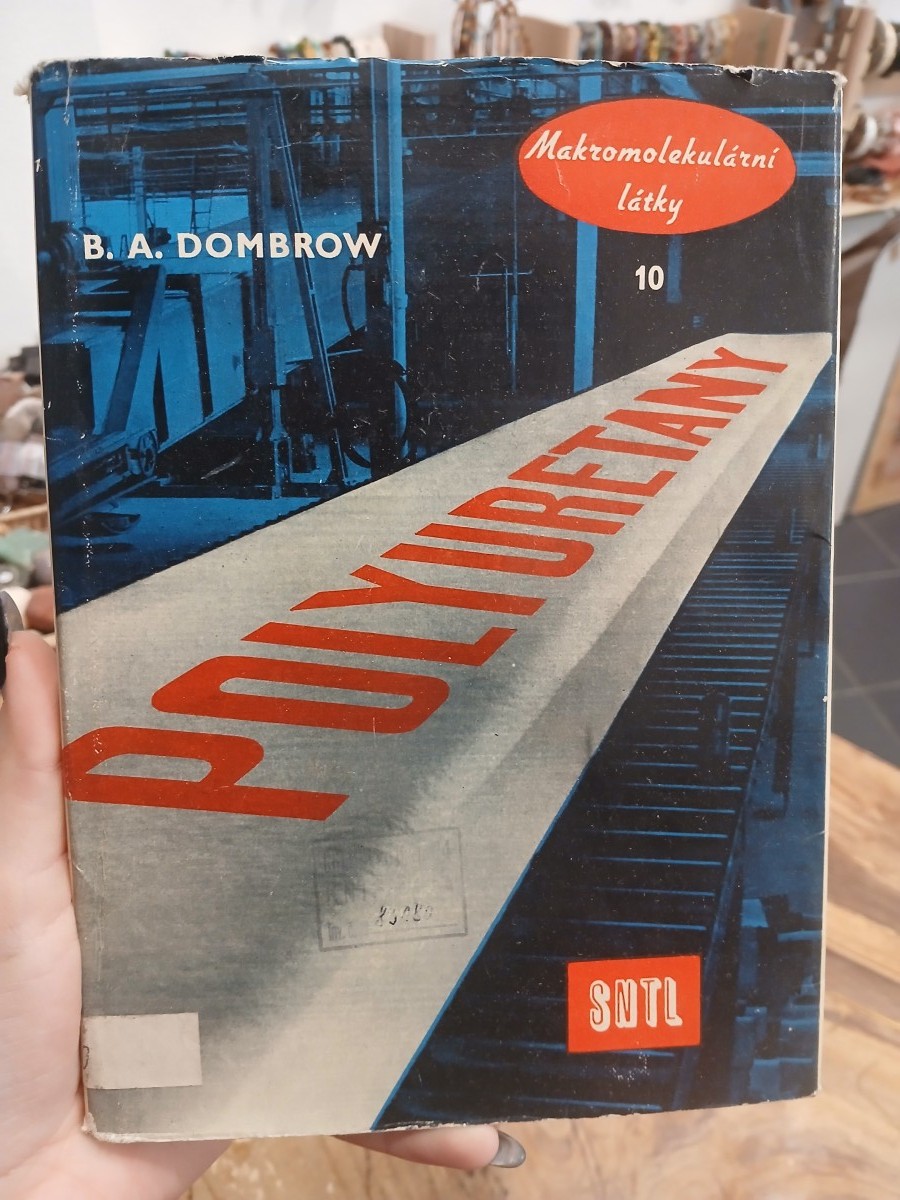 Makromolekulární
látky
B. A. DOMBROW
10
POLYURETANY
SNTL